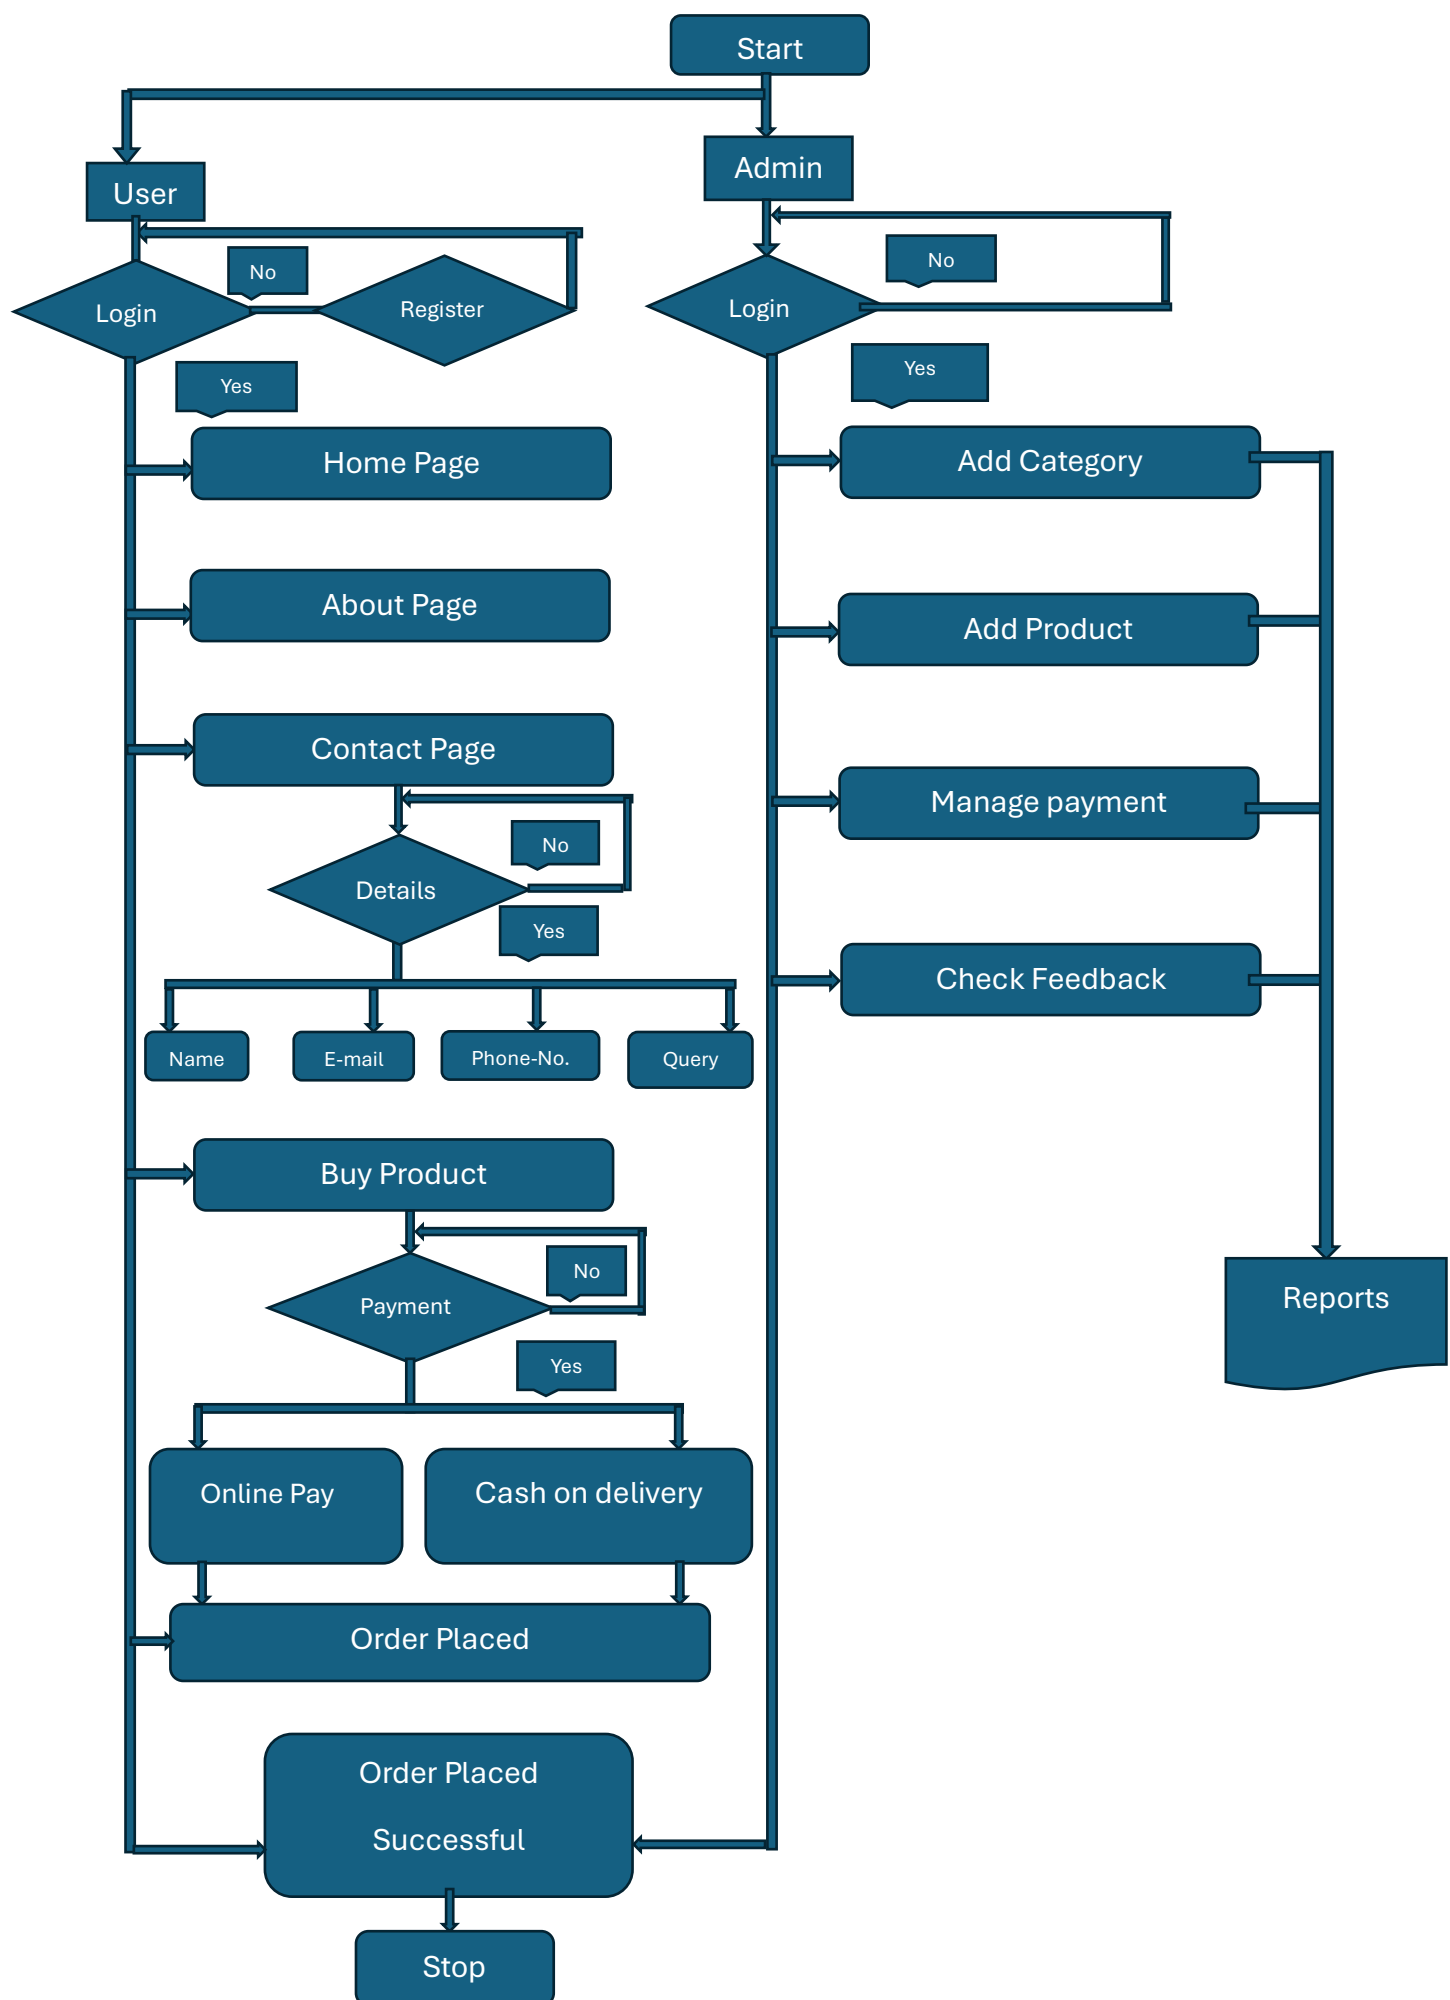 Start
User
Admin
No
No
Login
Register
Login
Yes
Yes
Home Page
Add Category
About Page
Add Product
Contact Page
Manage payment
No
Details
Yes
Check Feedback
Name
E-mail
Phone-No.
Query
Buy Product
No
Payment
Reports
Yes
Online Pay
Cash on delivery
Order Placed
Order Placed
Successful
Stop